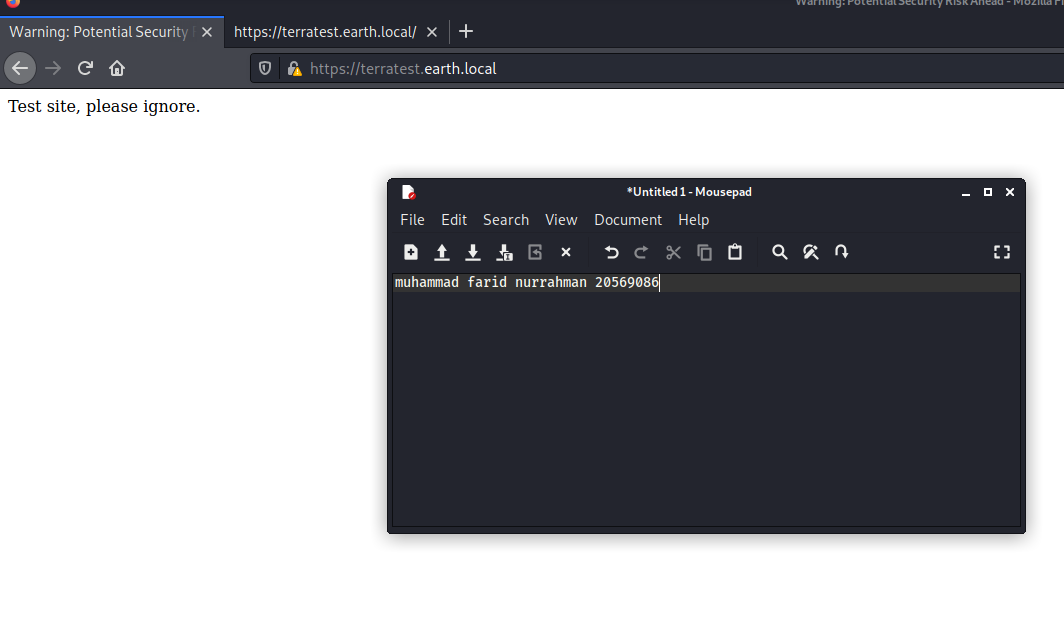 Warning: Potential Security Risk Ahead - Mozilla Fi
Warning: Potential Security
https://terratest.earth.local/
https://terratest.earth.local
Test site, please ignore.
*Untitled 1 - Mousepad
File Edit Search View Document Help
muhammad farid nurrahman 20569086